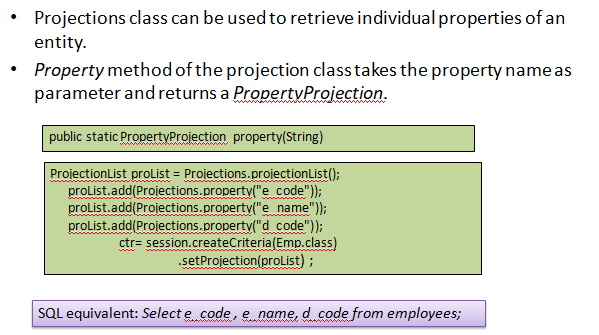 • Projections class can be used to retrieve individual properties of an
entity.
• Property method of the projection class takes the property name as
parameter and returns a PropertyProjection.
public static PropertyProjection property(String)
ProjectionList proList = Projections.projectionList();
proList.add(Projections.property("e_code"));
proList.add(Projections.property("e_name"));
proList.add(Projections.property("d_code"));
ctr= session.createCriteria(Emp.class)
.setProjection(proList) ;
SQL equivalent: Select e_code , e_name, d_code from employees;